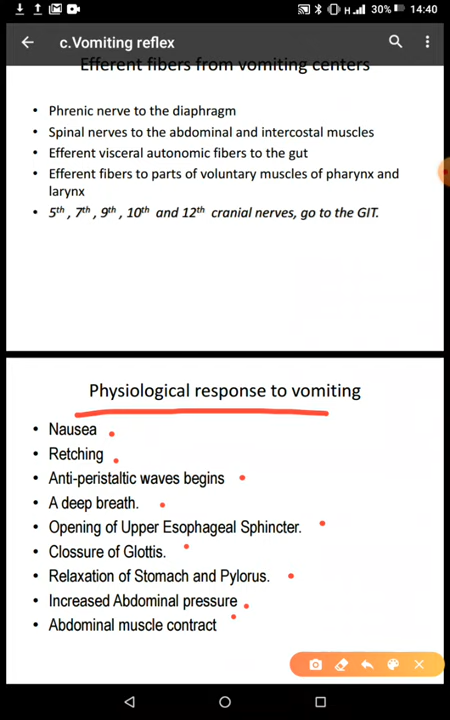 H 30% 14:40
c.Vomiting reflex
Efferent fibers from vomiting centers
• Phrenic nerve to the diaphragm
• Spinal nerves to the abdominal and intercostal muscles
• Efferent visceral autonomic fibers to the gut
• Efferent fibers to parts of voluntary muscles of pharynx and
larynx
• 5th , 7th , 9th , 10th and 12th cranial nerves, go to the GIT.
Physiological response to vomiting
• Nausea
• Retching
• Anti-peristaltic waves begins
• A deep breath.
• Opening of Upper Esophageal Sphincter.
• Clossure of Glottis.
• Relaxation of Stomach and Pylorus.
• Increased Abdominal pressure
• Abdominal muscle contract